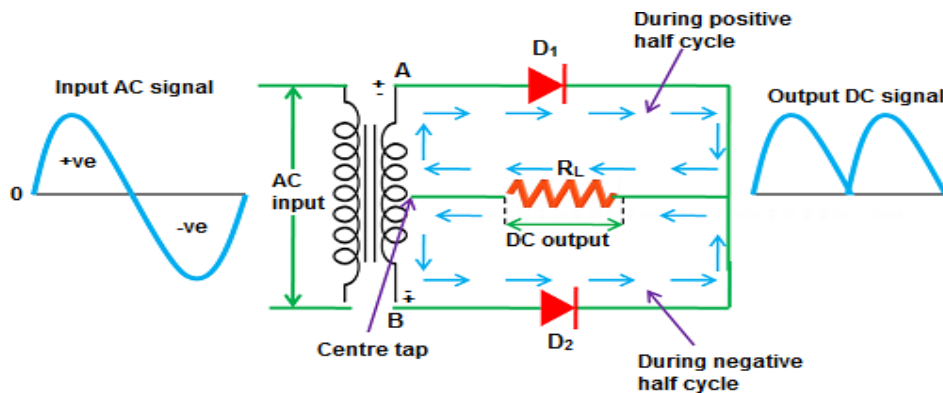 During positive
half cycle
D1
A
+
-
Input AC signal
Output DC signal
+ve
0
-ve
AC
input
RL
DC output
-
+
B
D2
Centre tap
During negative
half cycle